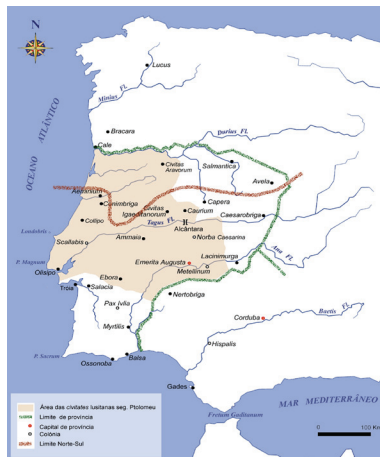 N
Lucus
Minius FL
OCEANO ATLÂNTICO
Bracara
Cale
Durius FL
Civitas
Aravorum
Salmantica
Avela
Aeminium
Conimbriga
Capera
Civitas
Igaeditanorum
Caurium
Caesarobriga
Collipo
Tagus FL
Alcântara
Londobris
Scallabis
Ammaia
Norba Caesarina
Ana FL
P. Magnum
Lacinimurga
Olisipo
Ebora
Emerita Augusta
Metellinum
Troia
Salacia
Nertobriga
Pax Ivlia
Baetis FL
Corduba
Myrtilis
Hispalis
P. Sacrum
Balsa
Ossonoba
Gades
MAR MEDITERRÂNEO
Fretum Gaditanum
Área das civitates lusitanas seg. Ptolomeu
Limite de província
Capital de província
Colónia
Limite Norte-Sul
0
100 Km